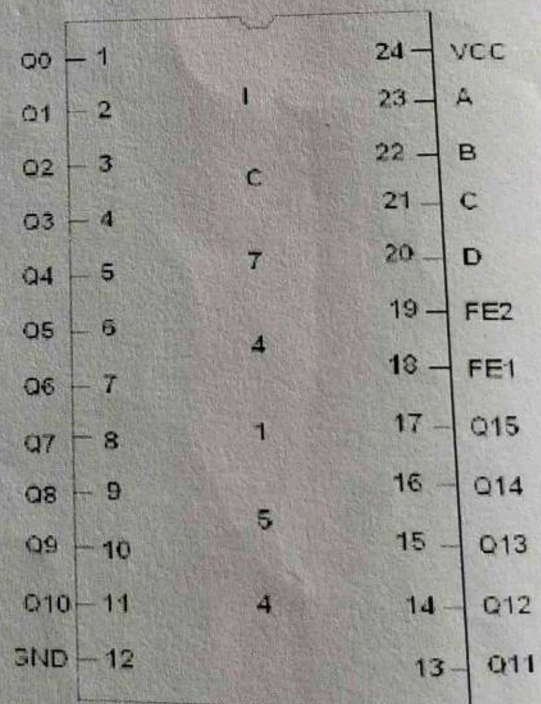 Q0 1 24 VCC
Q1 2 I 23 A
Q2 3 C 22 B
Q3 4 21 C
Q4 5 7 20 D
Q5 6 4 19 FE2
Q6 7 18 FE1
Q7 8 1 17 Q15
Q8 9 5 16 Q14
Q9 10 15 Q13
Q10 11 4 14 Q12
GND 12 13 Q11